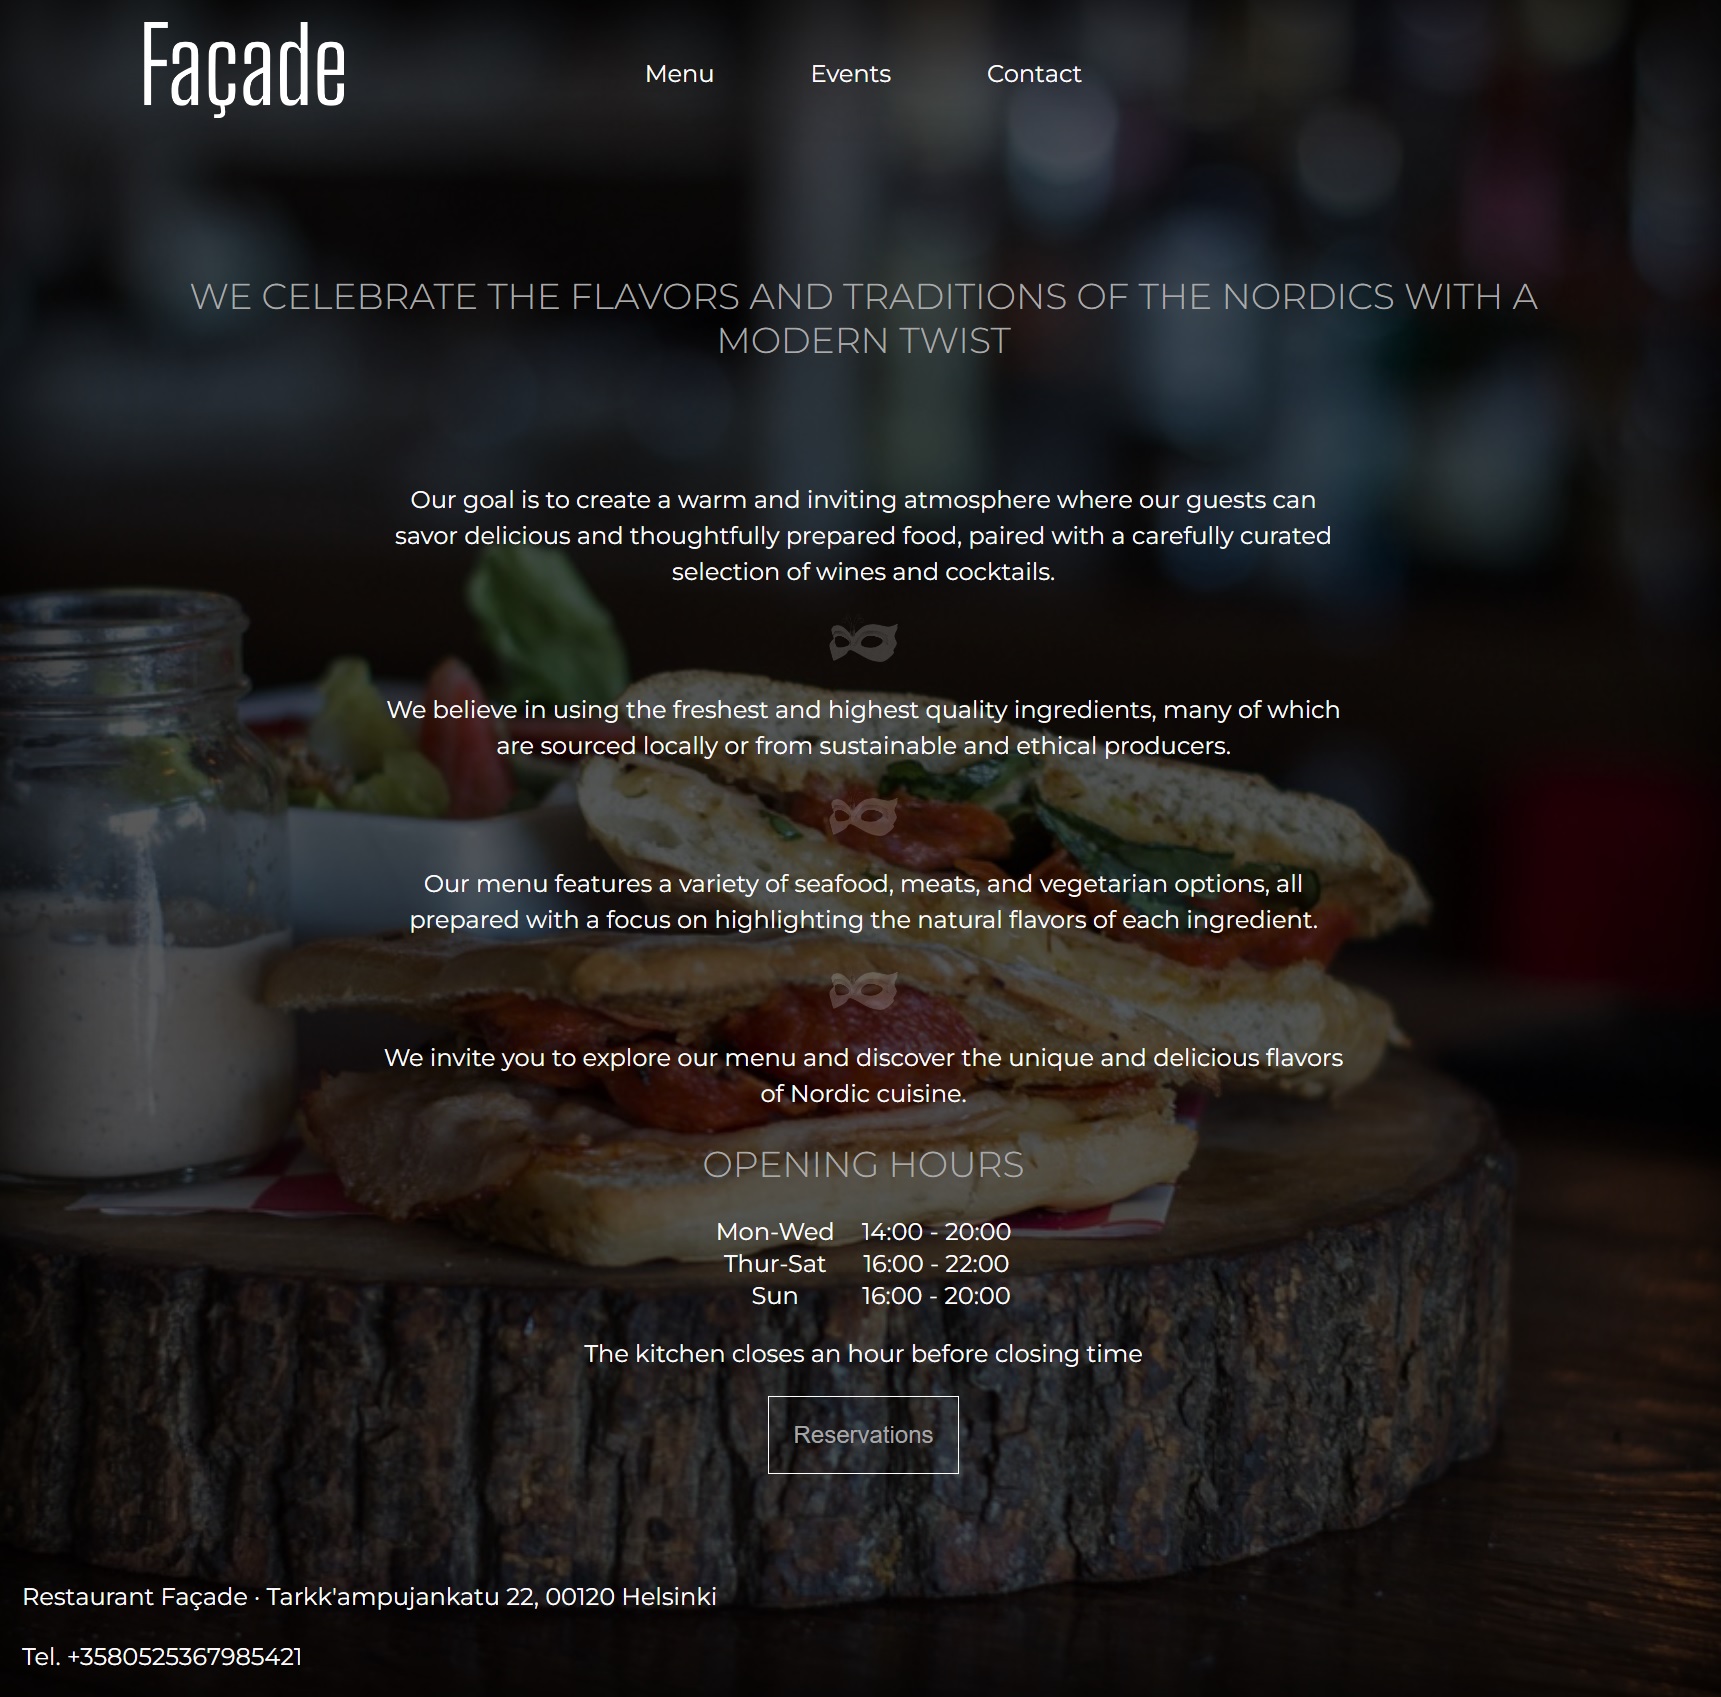 Façade
Menu
Events
Contact
WE CELEBRATE THE FLAVORS AND TRADITIONS OF THE NORDICS WITH A
MODERN TWIST
Our goal is to create a warm and inviting atmosphere where our guests can
savor delicious and thoughtfully prepared food, paired with a carefully curated
selection of wines and cocktails.
We believe in using the freshest and highest quality ingredients, many of which
are sourced locally or from sustainable and ethical producers.
Our menu features a variety of seafood, meats, and vegetarian options, all
prepared with a focus on highlighting the natural flavors of each ingredient.
We invite you to explore our menu and discover the unique and delicious flavors
of Nordic cuisine.
OPENING HOURS
Mon-Wed 14:00 - 20:00
Thur-Sat 16:00 - 22:00
Sun 16:00 - 20:00
The kitchen closes an hour before closing time
Reservations
Restaurant Façade · Tarkk'ampujankatu 22, 00120 Helsinki
Tel. +3580525367985421